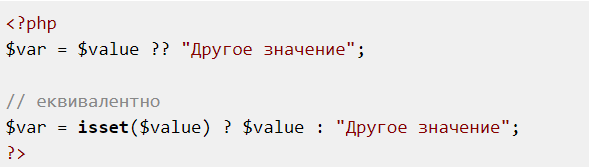 <?php
$var = $value ?? "Другое значение";
// еквивалентно
$var = isset($value) ? $value : "Другое значение";
?>